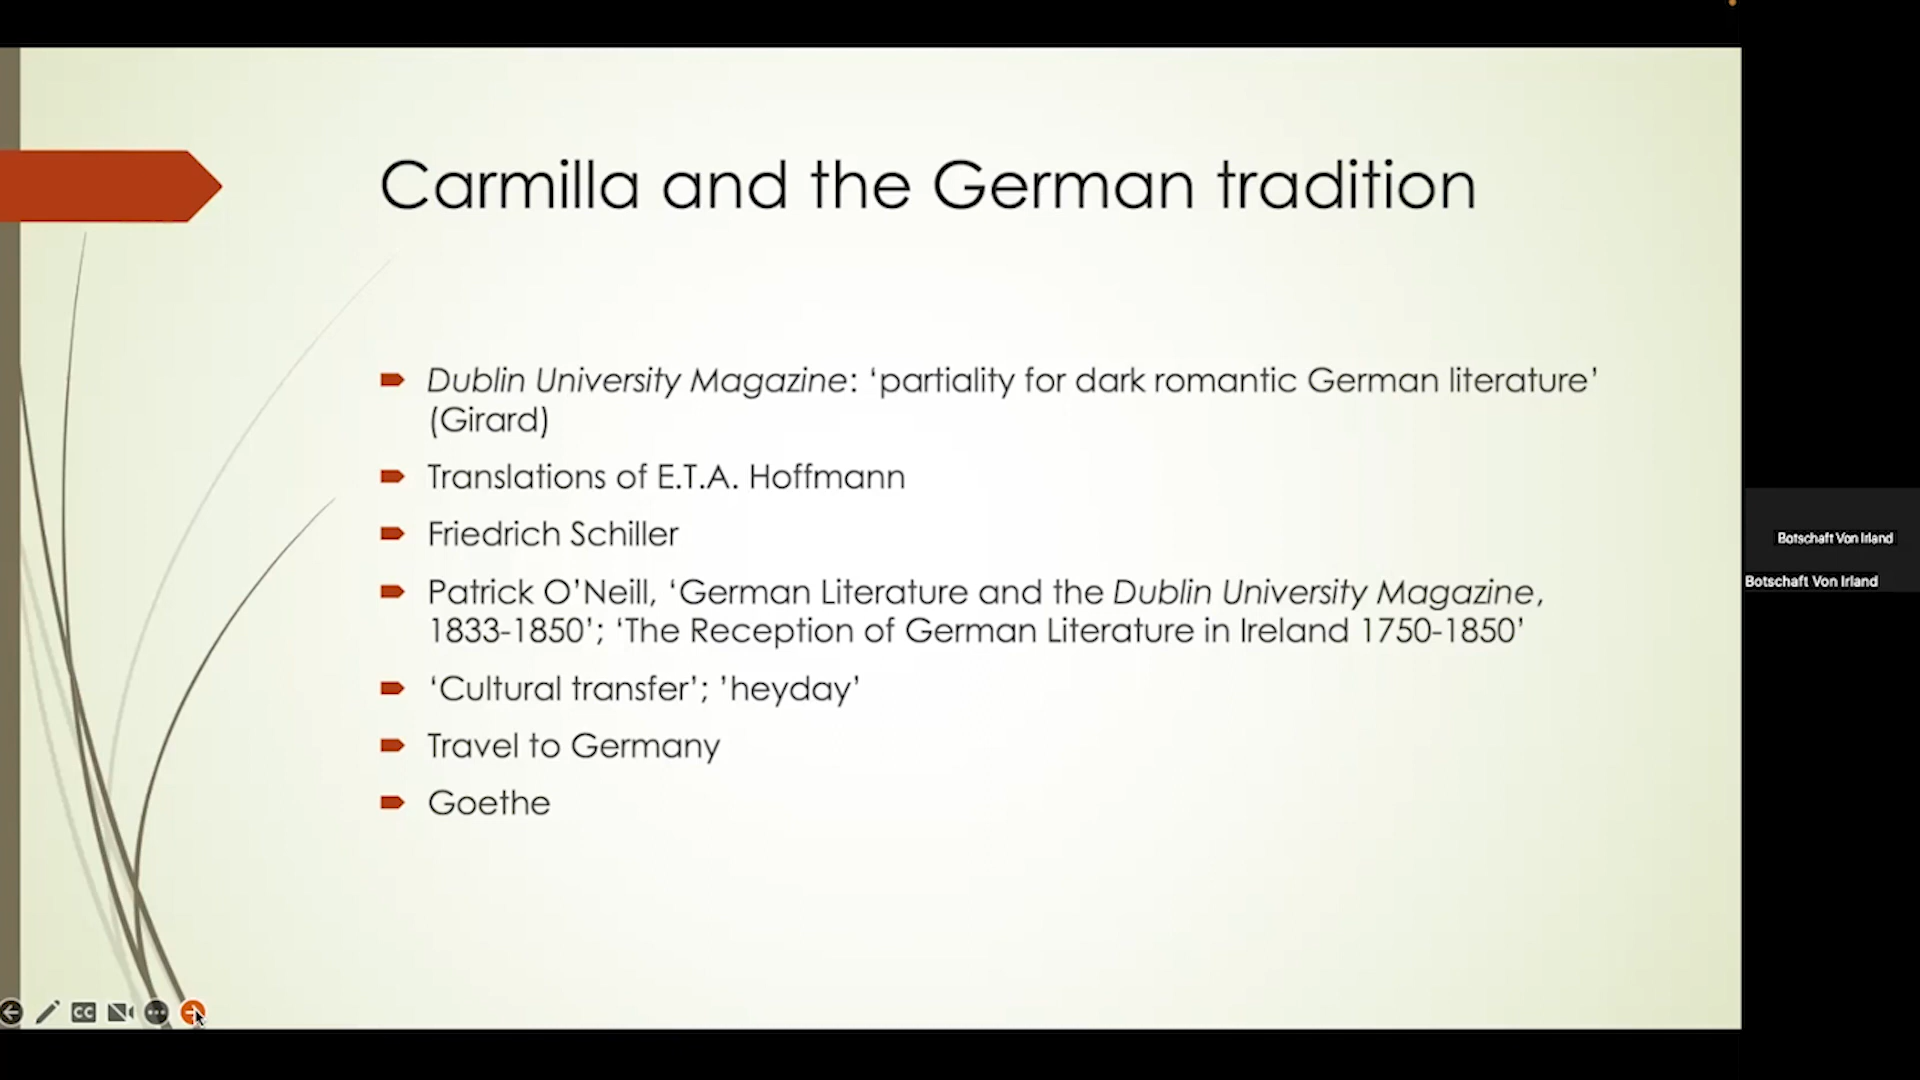 Carmilla and the German tradition
Dublin University Magazine: ‘partiality for dark romantic German literature’
(Girard)
Translations of E.T.A. Hoffmann
Friedrich Schiller
Patrick O’Neill, ‘German Literature and the Dublin University Magazine,
1833-1850’; ‘The Reception of German Literature in Ireland 1750-1850’
‘Cultural transfer’; ’heyday’
Travel to Germany
Goethe
Botschaft Von Irland
Botschaft Von Irland
CC